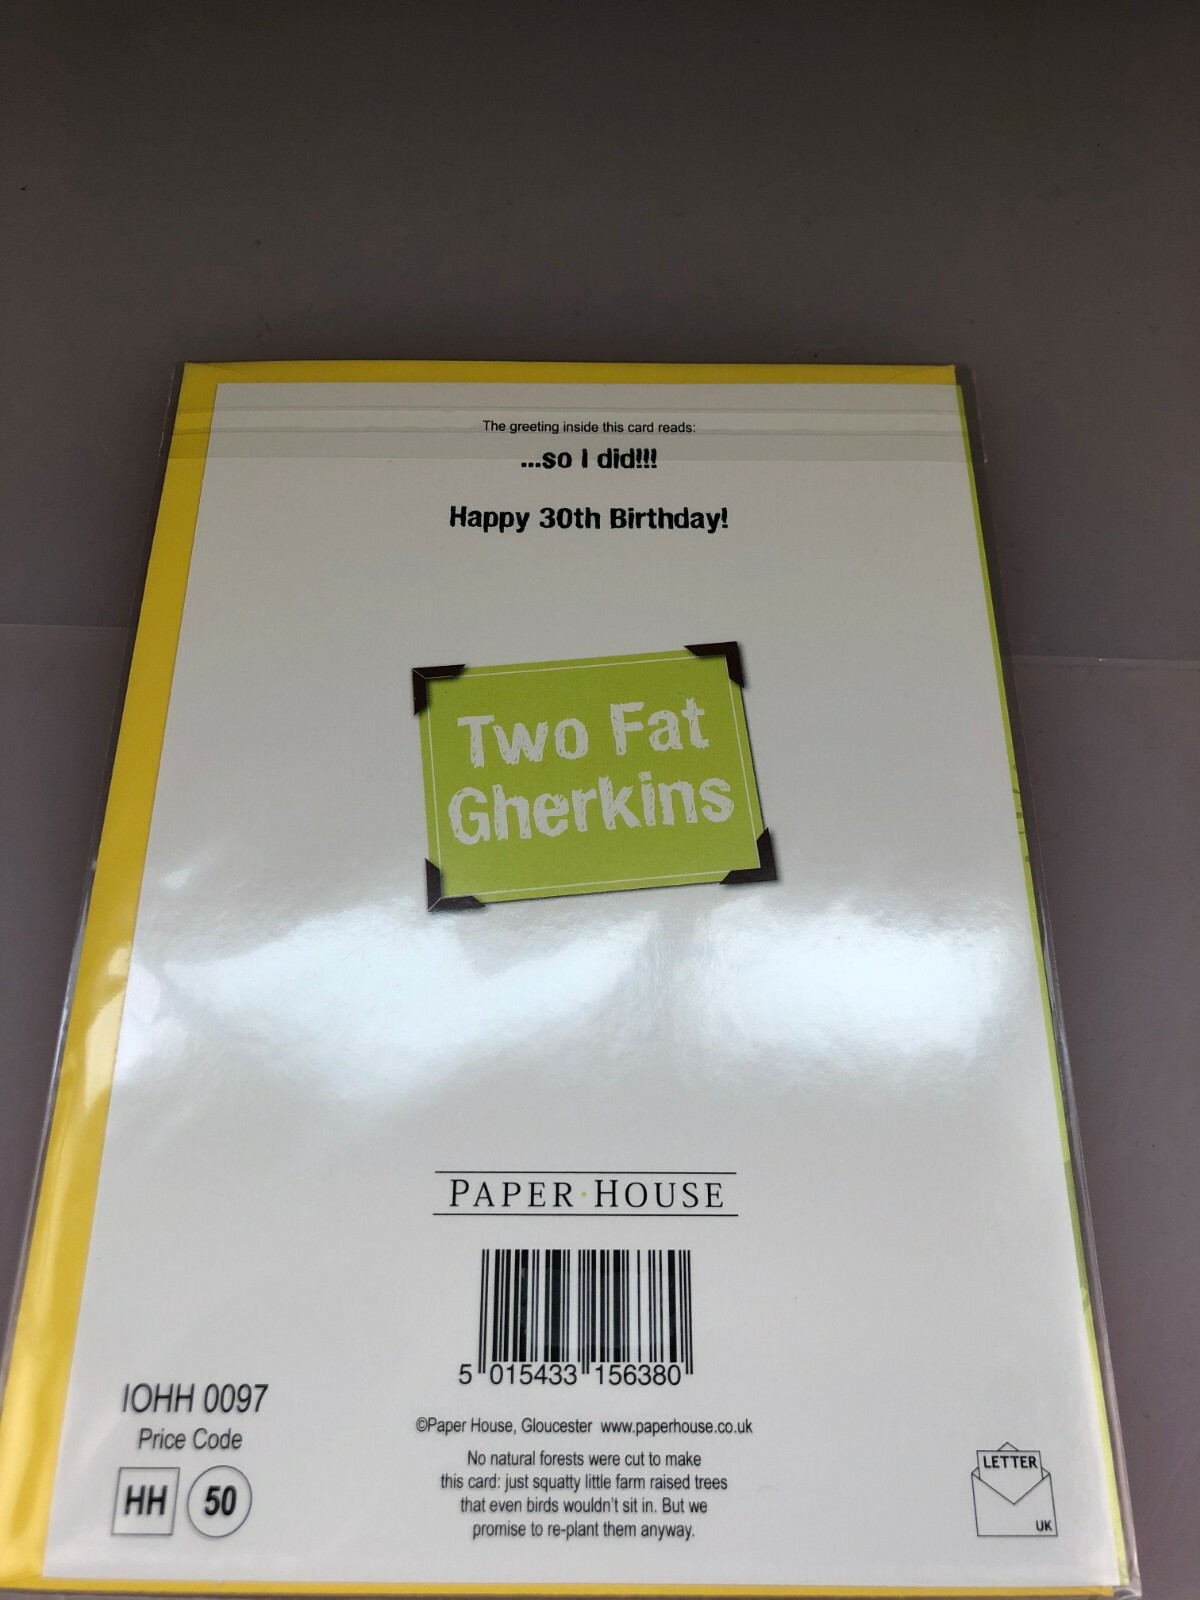 The greeting inside this card reads:
...so I did!!!
Happy 30th Birthday!
Two Fat
Gherkins
PAPER·HOUSE
5 015433 156380
IOHH 0097
Price Code
HH 50
©Paper House, Gloucester www.paperhouse.co.uk
No natural forests were cut to make
this card: just squatty little farm raised trees
that even birds wouldn't sit in. But we
promise to re-plant them anyway.
LETTER
UK